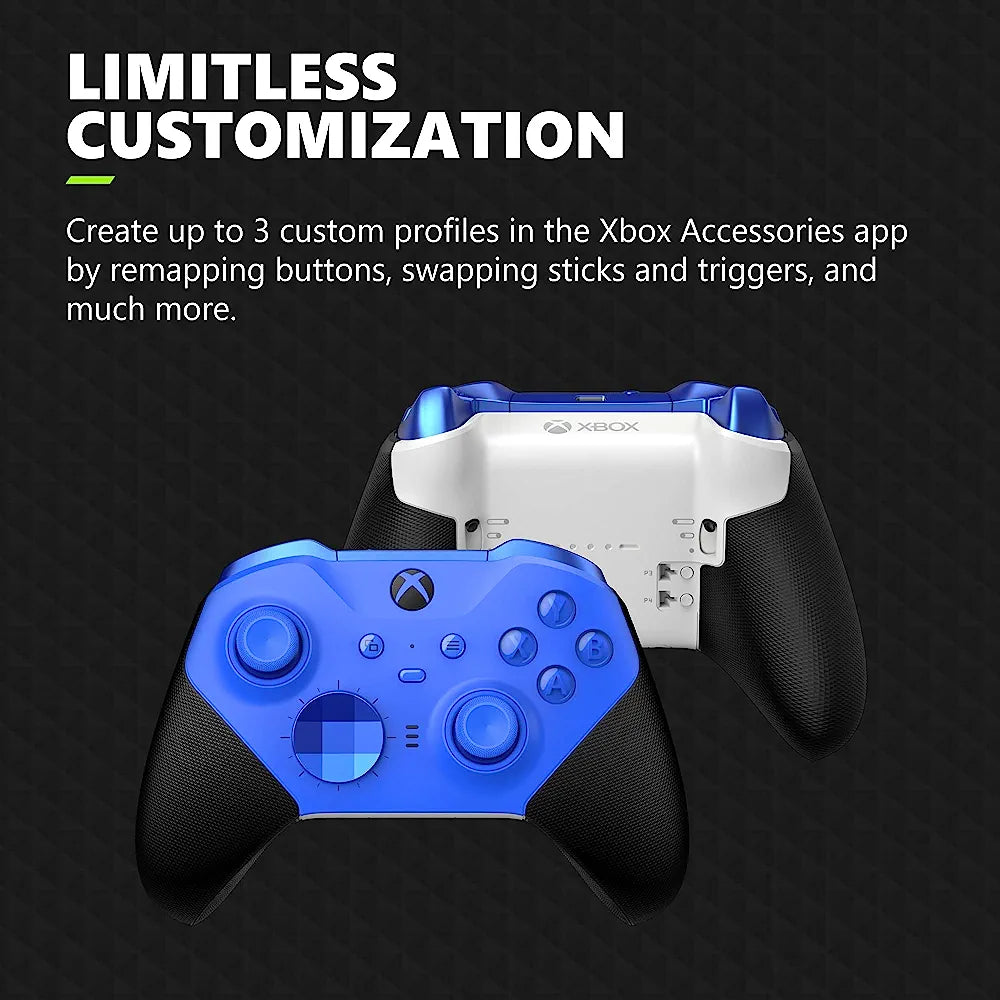 LIMITLESS
CUSTOMIZATION
Create up to 3 custom profiles in the Xbox Accessories app
by remapping buttons, swapping sticks and triggers, and
much more.
XBOX
P3
P4
Y
X
B
A